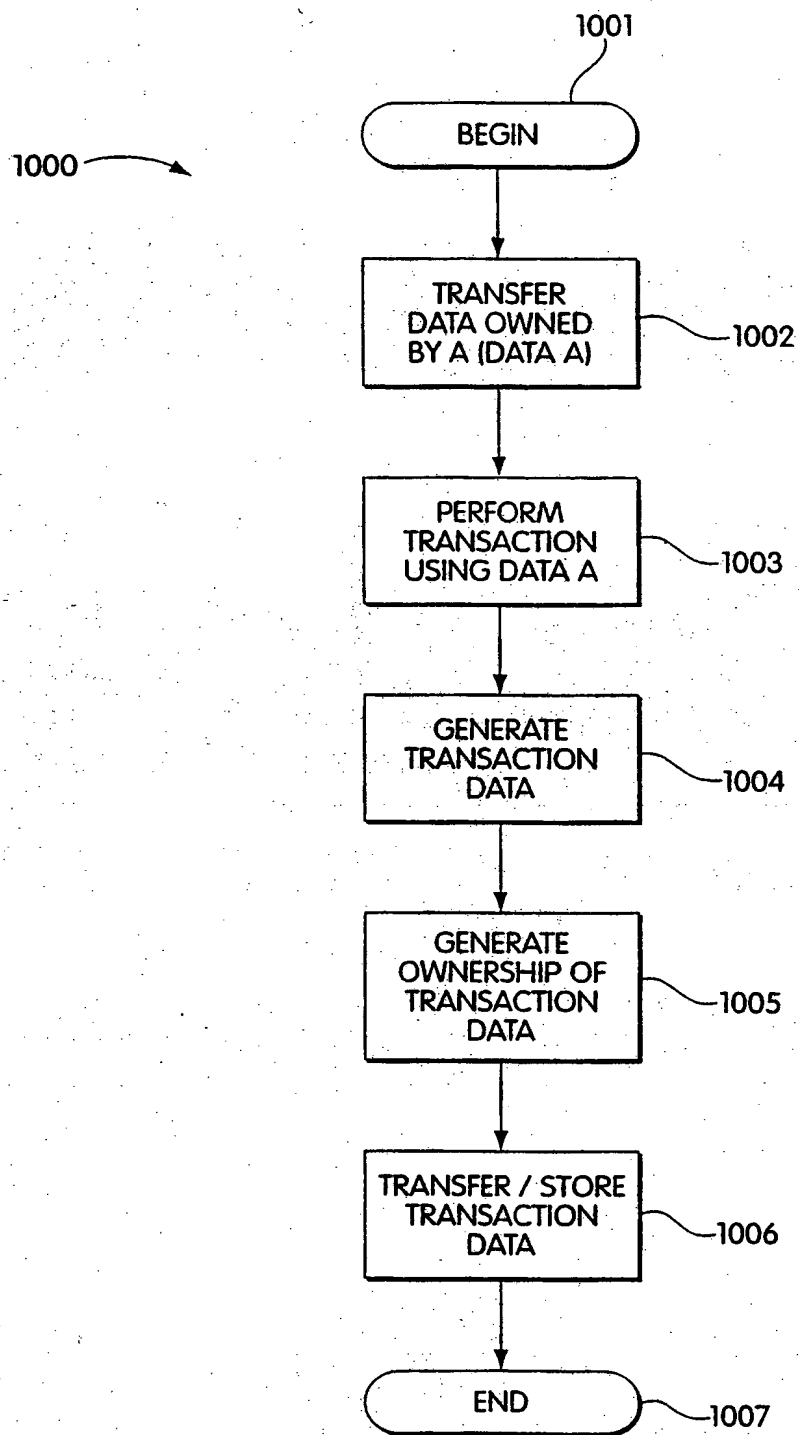 1001
BEGIN
1000
TRANSFER
DATA OWNED
BY A (DATA A)
1002
PERFORM
TRANSACTION
USING DATA A
1003
GENERATE
TRANSACTION
DATA
1004
GENERATE
OWNERSHIP OF
TRANSACTION
DATA
1005
TRANSFER / STORE
TRANSACTION
DATA
1006
END
1007